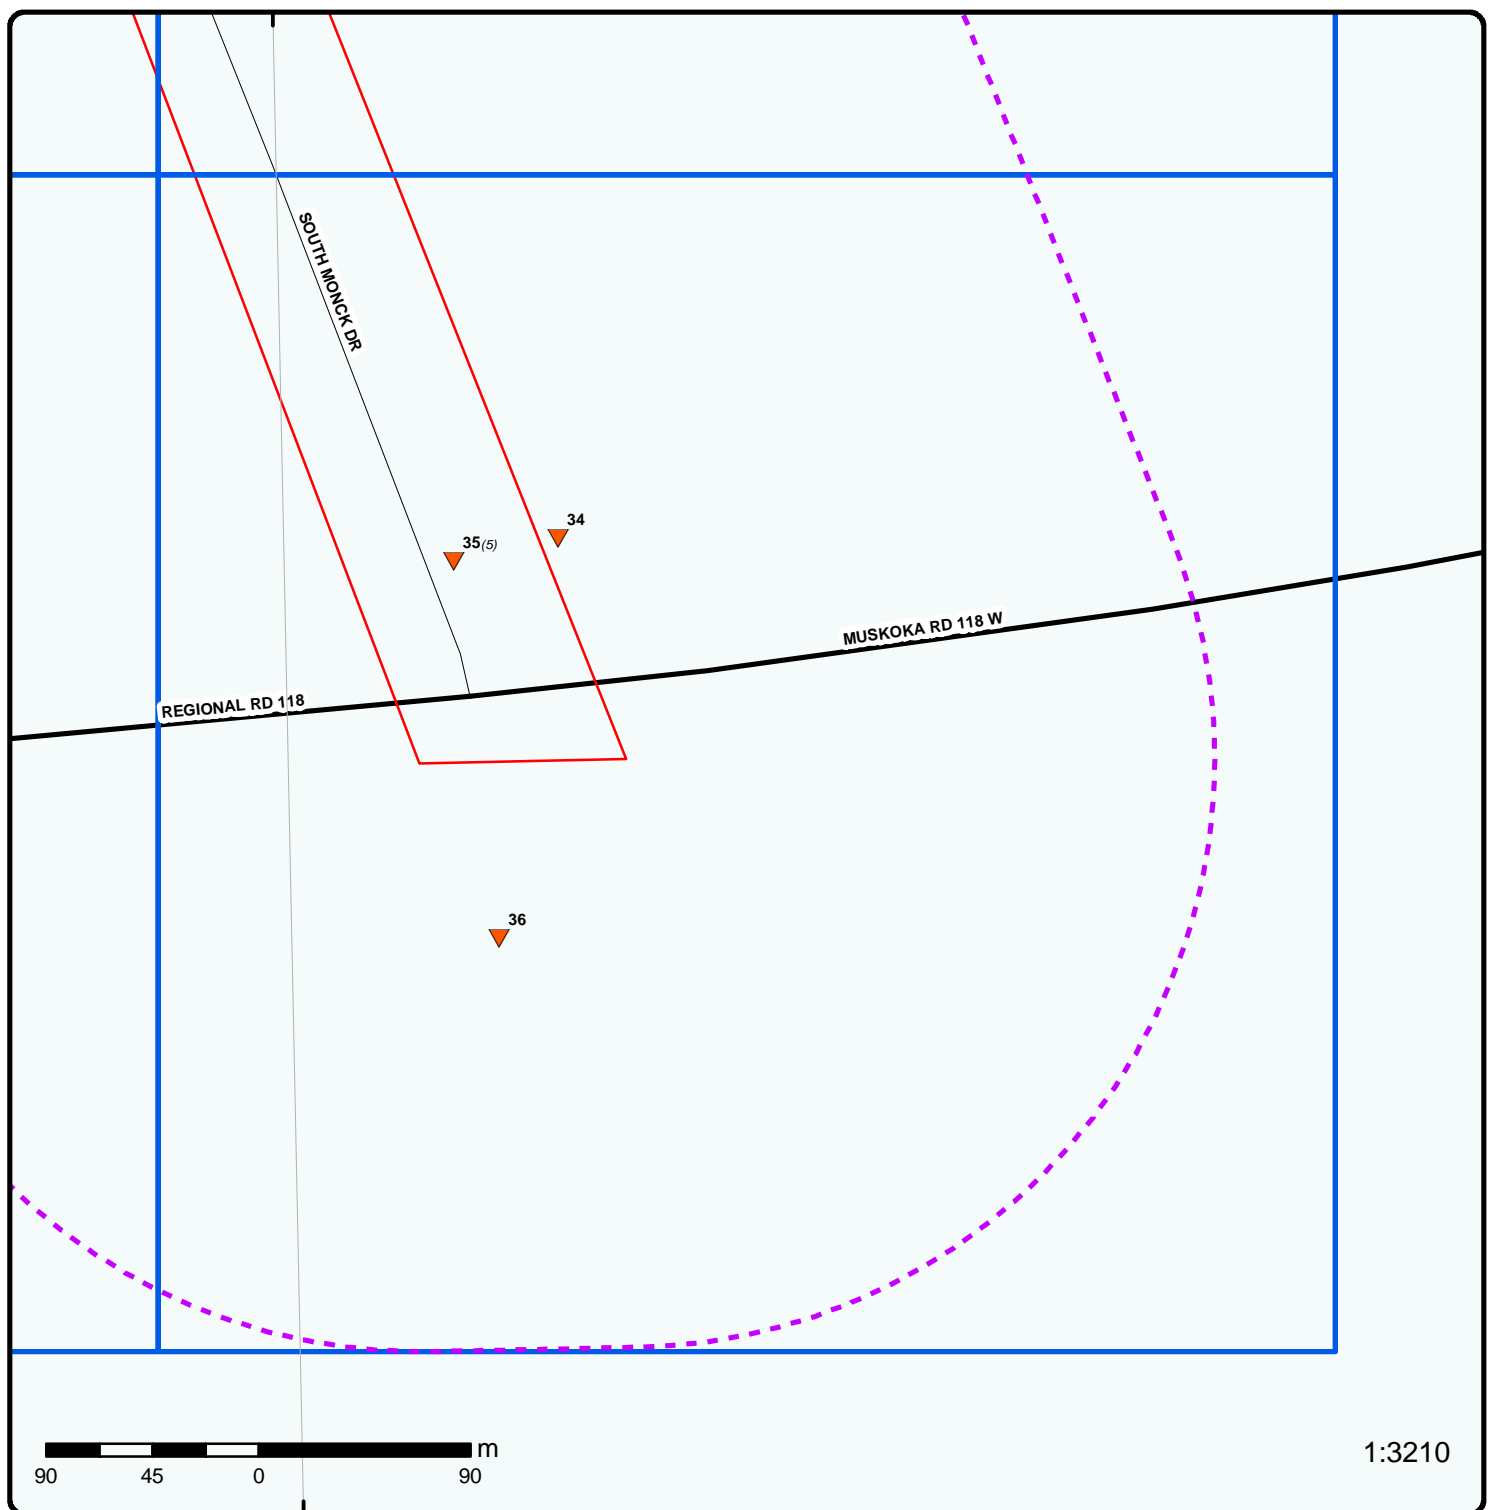 SOUTH MONCK DR
34
35(5)
MUSKOKA RD 118 W
REGIONAL RD 118
36
m
90 45 0 90
1:3210